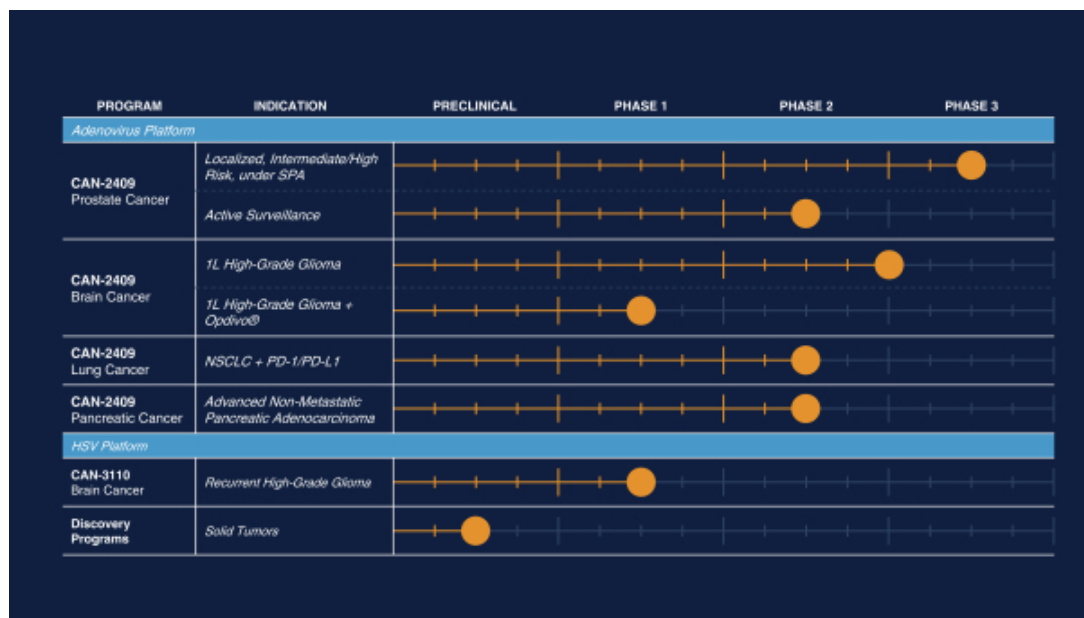 PROGRAM INDICATION PRECLINICAL PHASE 1 PHASE 2 PHASE 3
Adenovirus Platform
CAN-2409
Prostate Cancer
Localized, Intermediate/High
Risk, under SPA
Active Surveillance
CAN-2409
Brain Cancer
1L High-Grade Glioma
1L High-Grade Glioma +
Opdivo®
CAN-2409
Lung Cancer
NSCLC + PD-1/PD-L1
CAN-2409
Pancreatic Cancer
Advanced Non-Metastatic
Pancreatic Adenocarcinoma
HSV Platform
CAN-3110
Brain Cancer
Recurrent High-Grade Glioma
Discovery
Programs
Solid Tumors